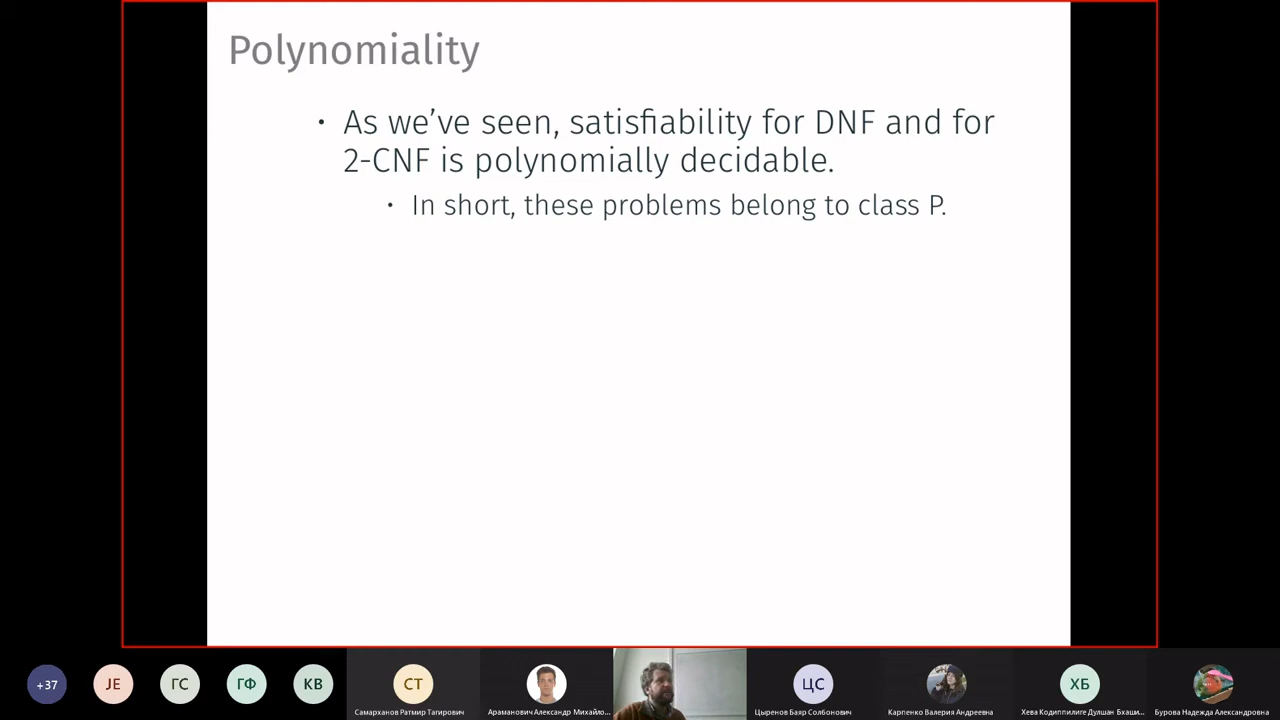 Polynomiality
• As we’ve seen, satisfiability for DNF and for
2-CNF is polynomially decidable.
• In short, these problems belong to class P.
+37
JE
ГС
ГФ
КВ
СТ
ЦС
ХБ
Самарханов Ратмир Тагирович
Араманович Александр Михайло...
Цыренов Баяр Солбонович
Карпенко Валерия Андреевна
Хева Кодиппилиге Дулшан Бхаши...
Бурова Надежда Александровна